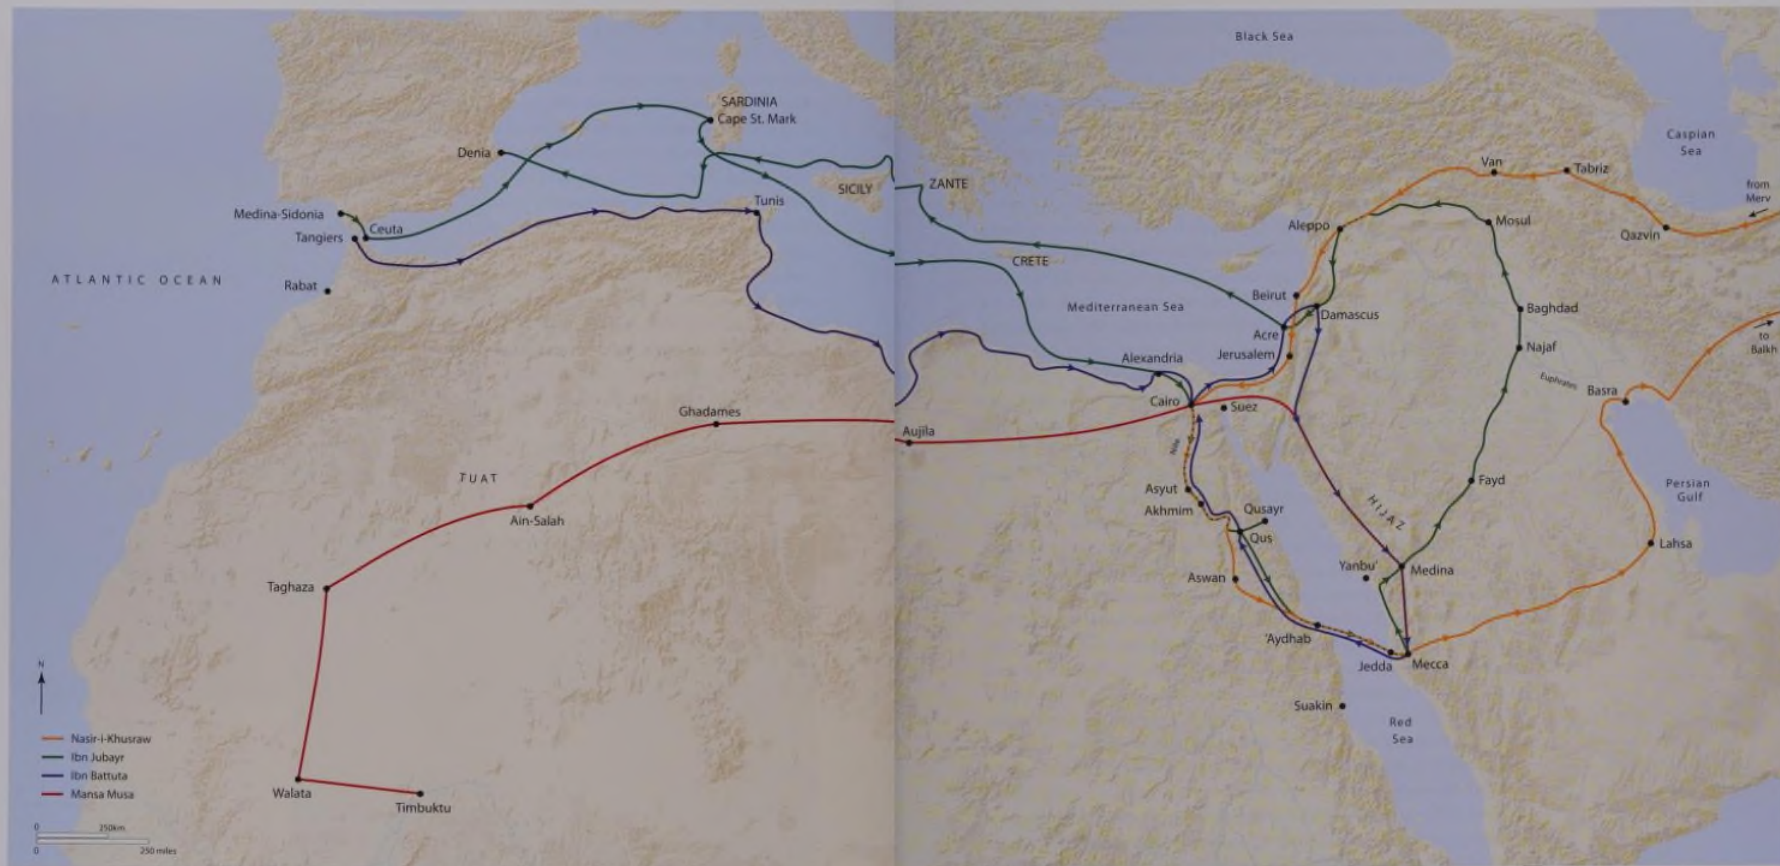 Black Sea
SARDINIA
Cape St. Mark
Caspian
Sea
Denia
Van
Tabriz
SICILY
ZANTE
from
Merv
Medina-Sidonia
Tunis
Ceuta
Tangiers
Aleppo
Mosul
Qazvin
CRETE
ATLANTIC OCEAN
Rabat
Beirut
Mediterranean Sea
Damascus
Baghdad
Acre
to
Balkh
Alexandria
Jerusalem
Najaf
Euphrates
Basra
Cairo
Suez
Ghadames
Aujila
Nile
TUAT
Fayd
Persian
Gulf
Asyut
Akhmim
Qusayr
HIJAZ
Ain-Salah
Qus
Lahsa
Taghaza
Aswan
Yanbu'
Medina
'Aydhab
Jedda
Mecca
N
Suakin
Red
Sea
Nasir-i-Khusraw
Ibn Jubayr
Ibn Battuta
Mansa Musa
Walata
Timbuktu
0 250km
0 250 miles